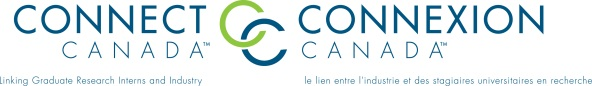 CONNECT CONNEXION
CANADA™ CANADA™
Linking Graduate Research Interns and Industry
le lien entre l'industrie et des stagiaires universitaires en recherche